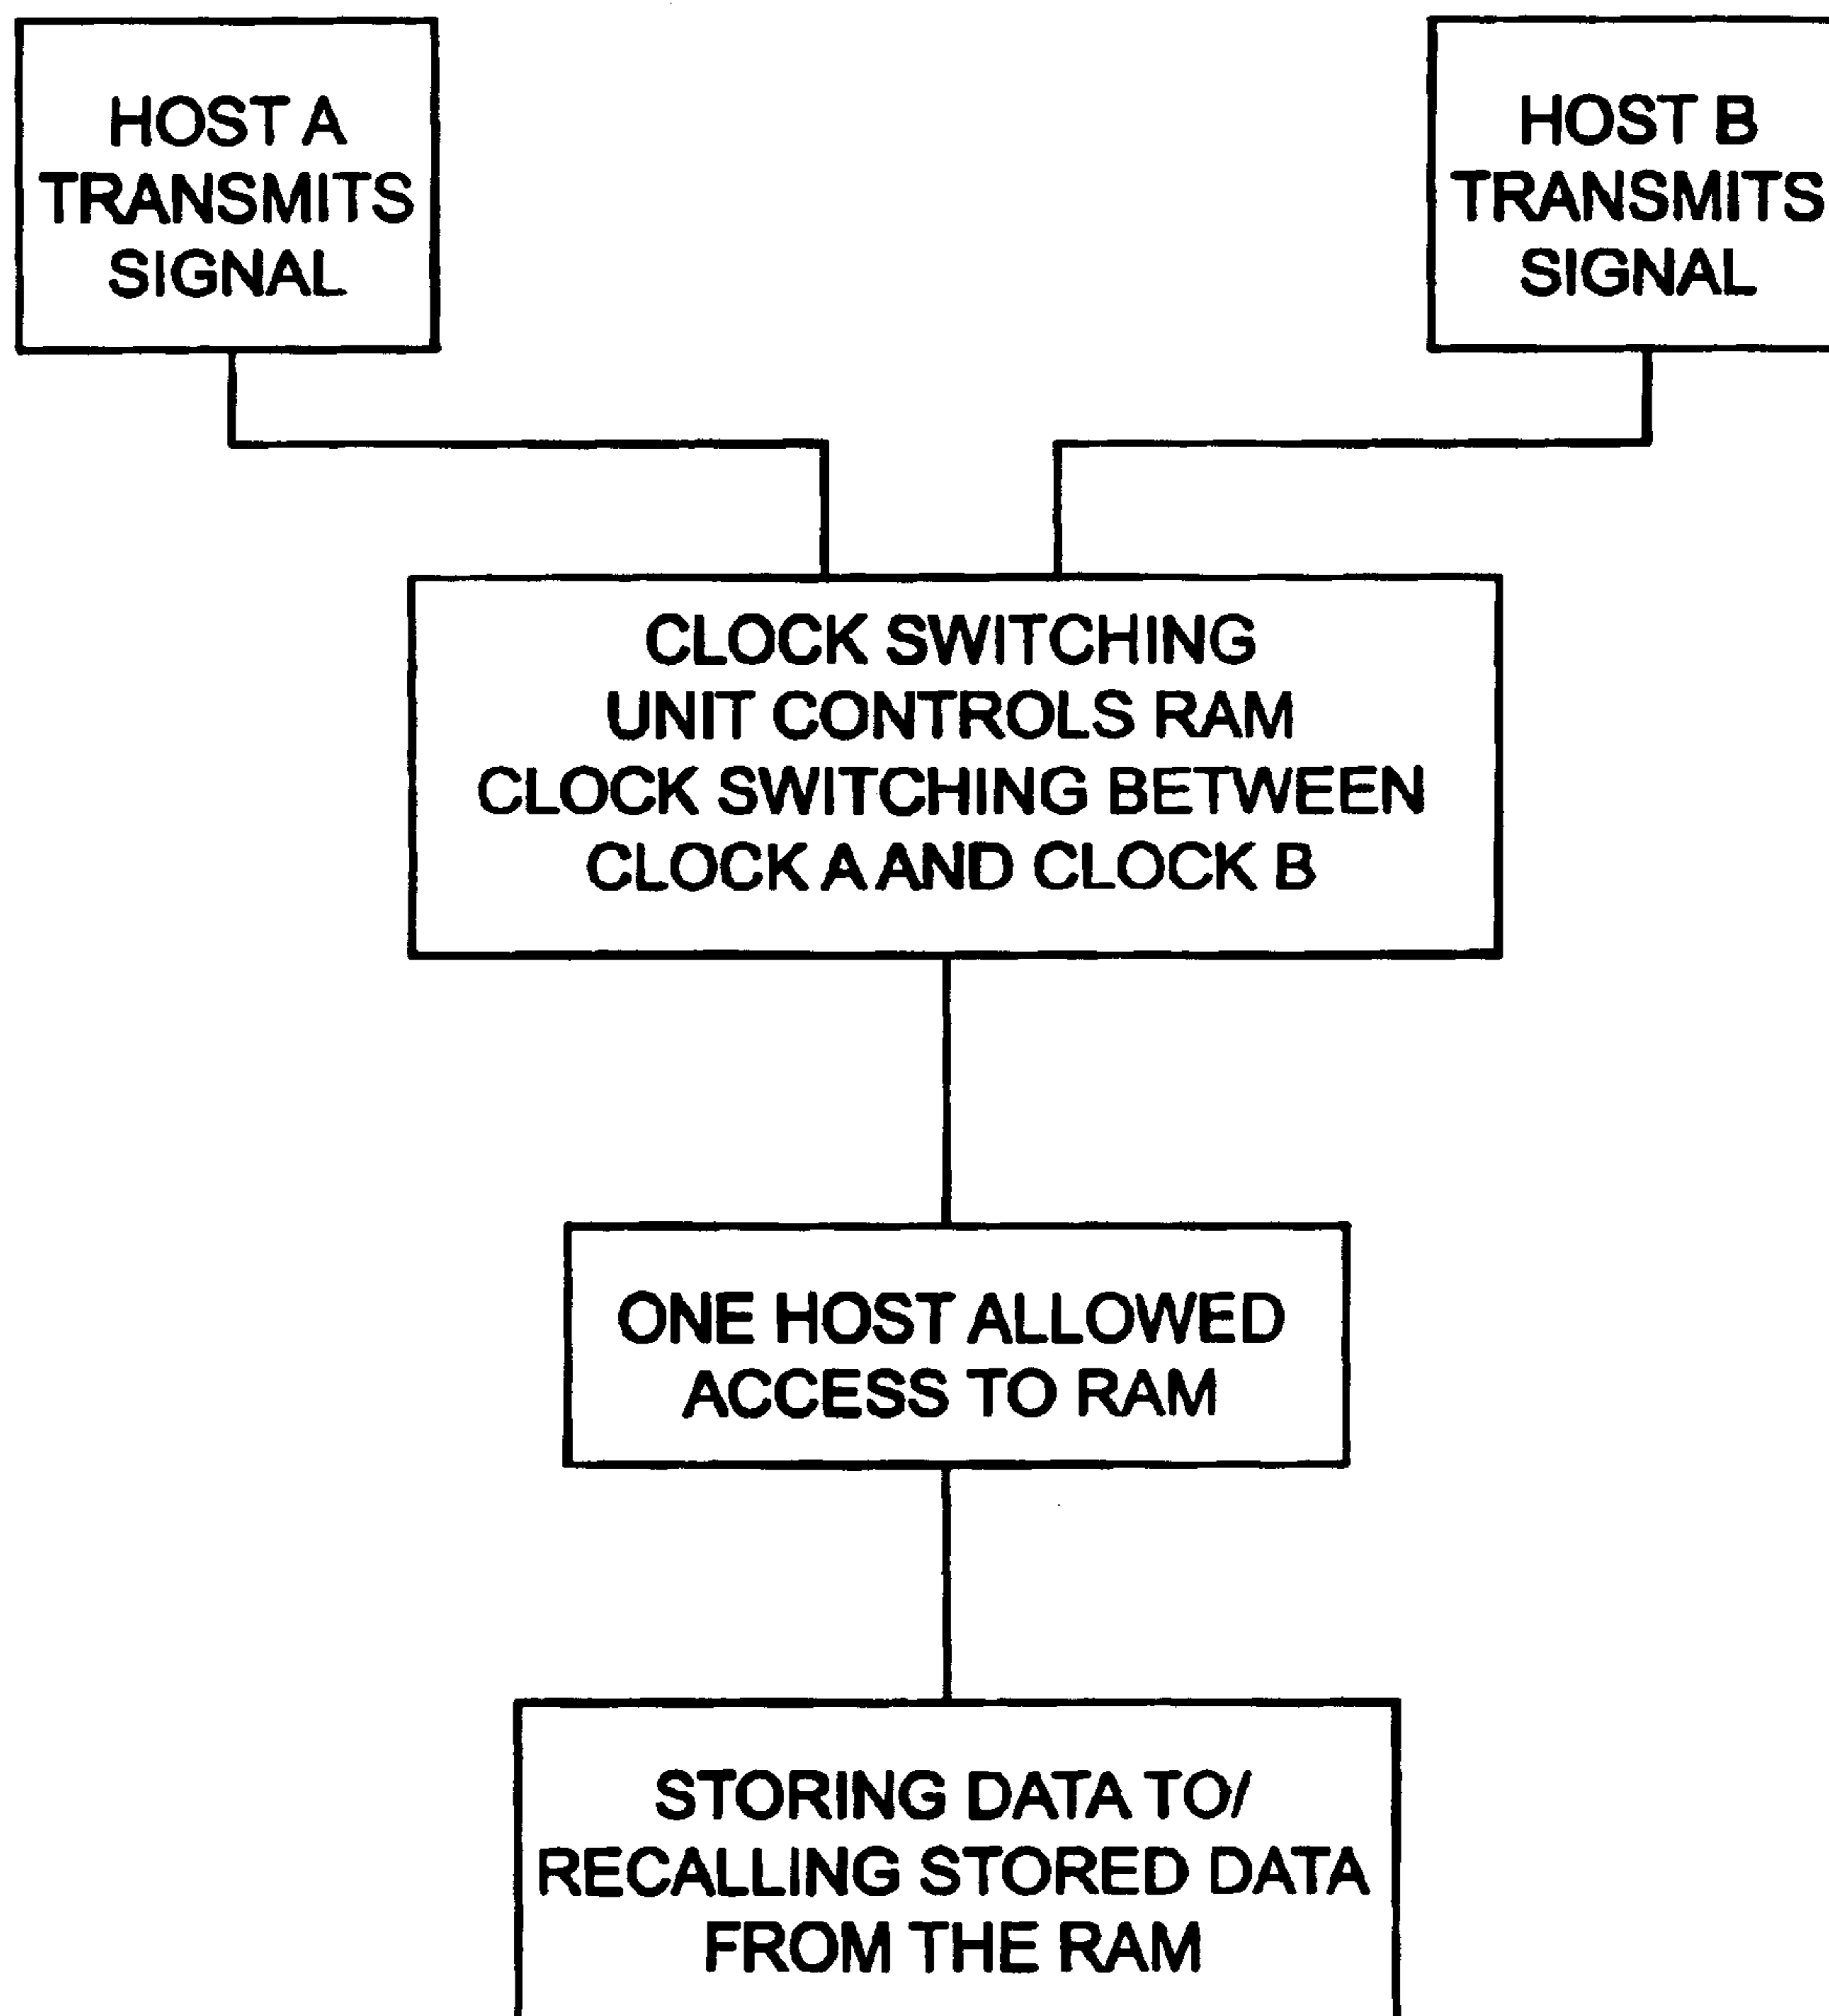 HOST A
TRANSMITS
SIGNAL
HOST B
TRANSMITS
SIGNAL
CLOCK SWITCHING
UNIT CONTROLS RAM
CLOCK SWITCHING BETWEEN
CLOCK A AND CLOCK B
ONE HOST ALLOWED
ACCESS TO RAM
STORING DATA TO/
RECALLING STORED DATA
FROM THE RAM